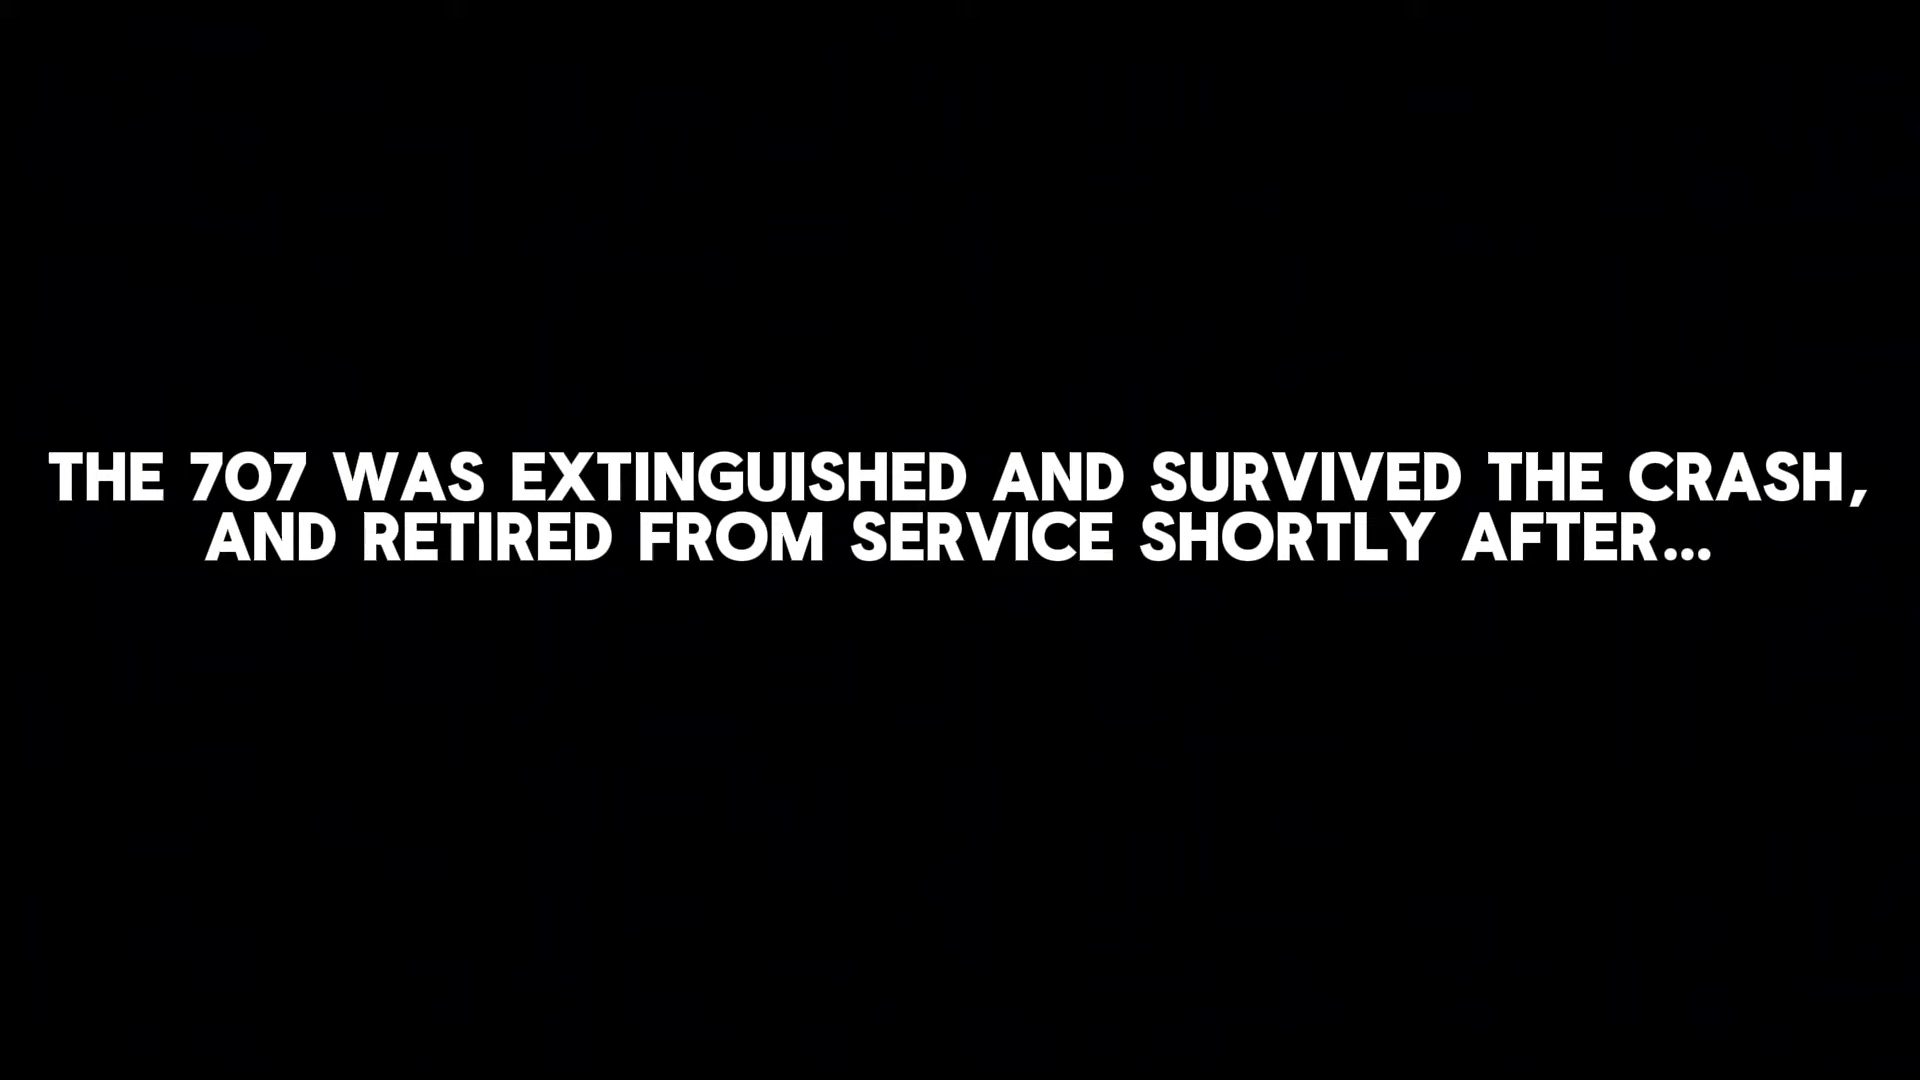 THE 707 WAS EXTINGUISHED AND SURVIVED THE CRASH,
AND RETIRED FROM SERVICE SHORTLY AFTER...